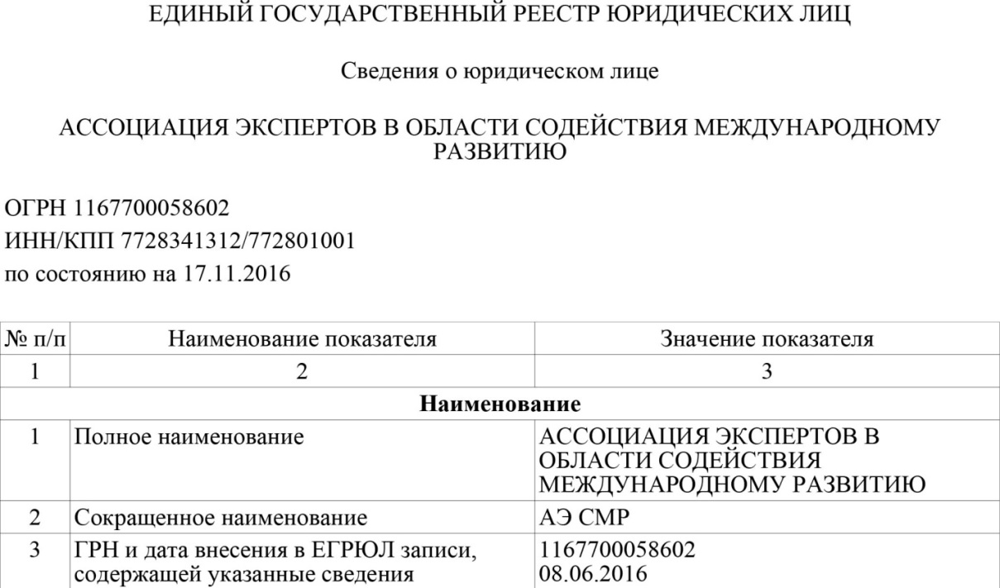 ЕДИНЫЙ ГОСУДАРСТВЕННЫЙ РЕЕСТР ЮРИДИЧЕСКИХ ЛИЦ
Сведения о юридическом лице
АССОЦИАЦИЯ ЭКСПЕРТОВ В ОБЛАСТИ СОДЕЙСТВИЯ МЕЖДУНАРОДНОМУ
РАЗВИТИЮ
ОГРН 1167700058602
ИНН/КПП 7728341312/772801001
по состоянию на 17.11.2016
№ п/п Наименование показателя Значение показателя
1 2 3
Наименование
1 Полное наименование АССОЦИАЦИЯ ЭКСПЕРТОВ В
ОБЛАСТИ СОДЕЙСТВИЯ
МЕЖДУНАРОДНОМУ РАЗВИТИЮ
2 Сокращенное наименование АЭ СМР
3 ГРН и дата внесения в ЕГРЮЛ записи, 1167700058602
содержащей указанные сведения 08.06.2016